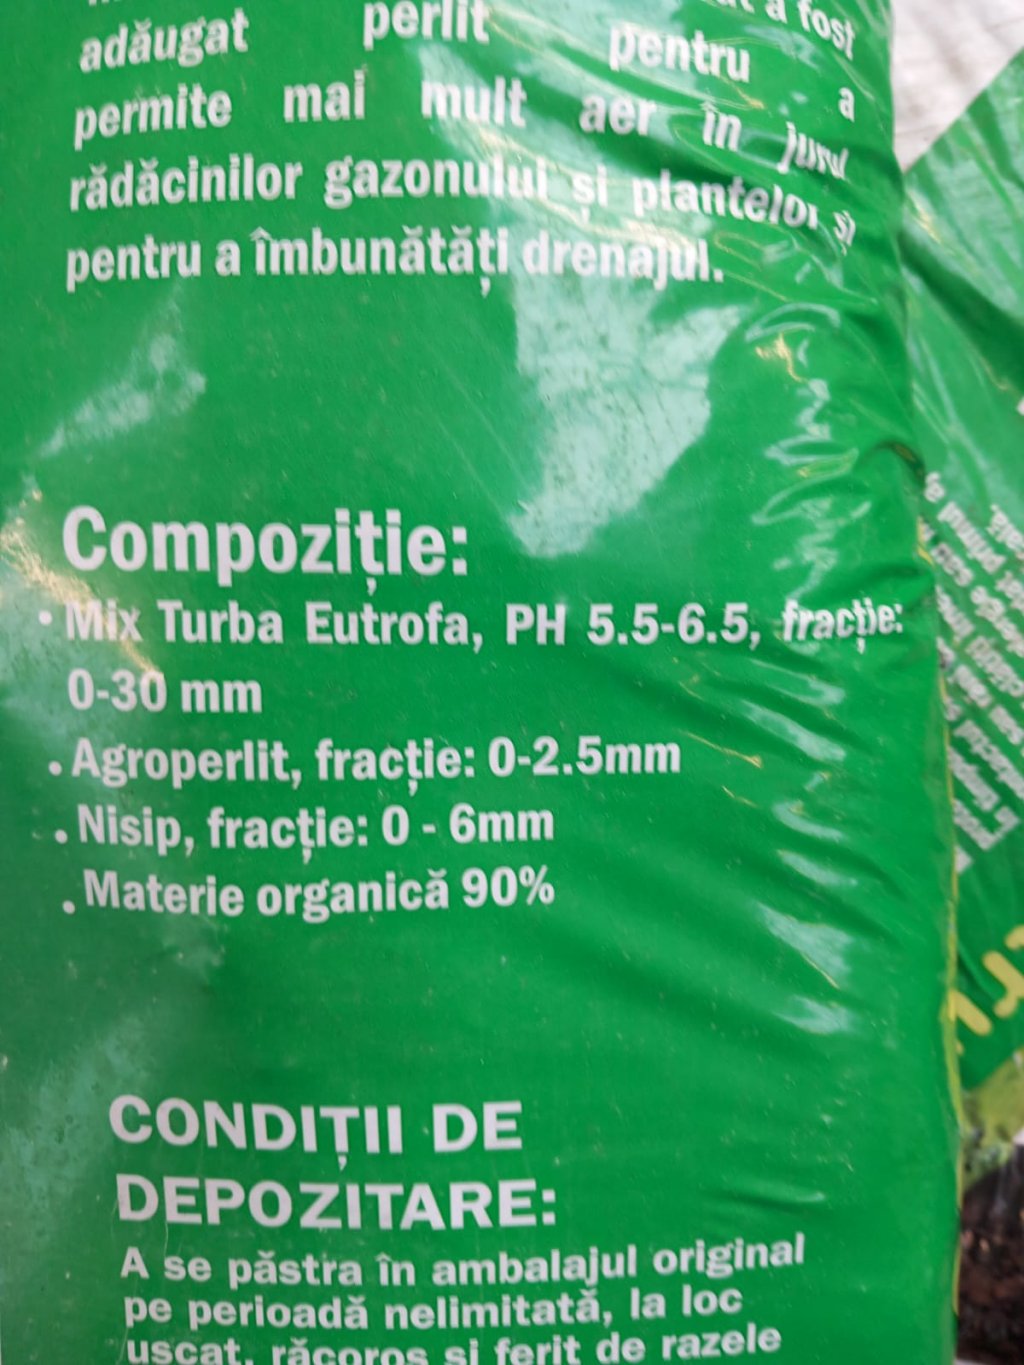 a fost
adăugat perlit pentru a
permite mai mult aer în jurul
rădăcinilor gazonului și plantelor și
pentru a îmbunătăți drenajul.
Compoziție:
• Mix Turba Eutrofa, PH 5.5-6.5, fracție:
0-30 mm
• Agroperlit, fracție: 0-2.5mm
• Nisip, fracție: 0 - 6mm
• Materie organică 90%
CONDIȚII DE
DEPOZITARE:
A se păstra în ambalajul original
pe perioadă nelimitată, la loc
uscat, răcoros și ferit de razele